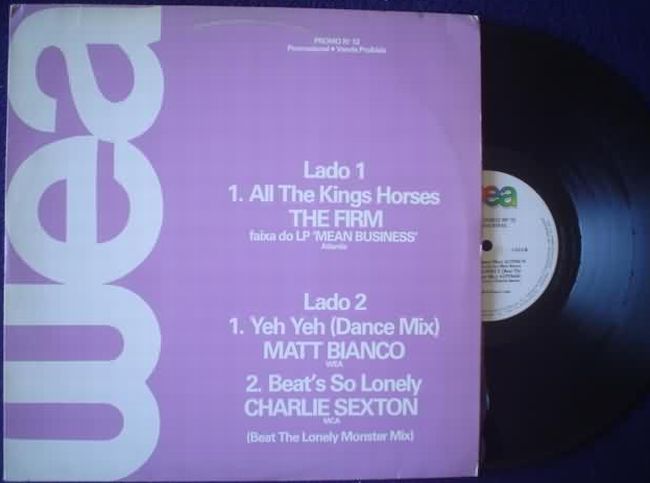 wea
PROMO Nº 12
Promocional • Venda Proibida
Lado 1
1. All The Kings Horses
THE FIRM
faixa do LP 'MEAN BUSINESS'
Atlantic
Lado 2
1. Yeh Yeh (Dance Mix)
MATT BIANCO
WEA
2. Beat's So Lonely
CHARLIE SEXTON
MCA
(Beat The Lonely Monster Mix)
ea